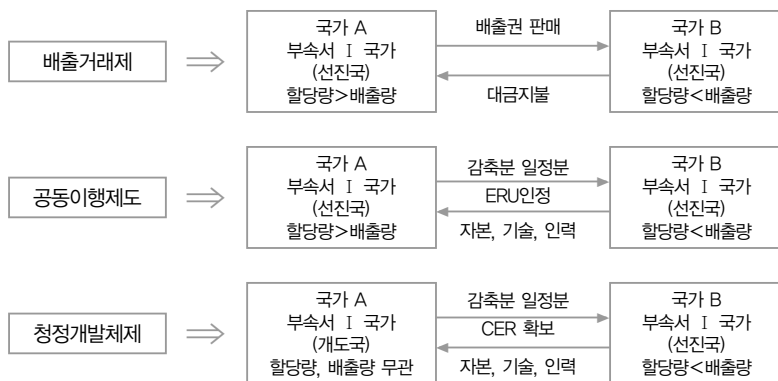 배출거래제
국가 A
부속서 Ⅰ 국가
(선진국)
할당량>배출량
배출권 판매
대금지불
국가 B
부속서 Ⅰ 국가
(선진국)
할당량<배출량
공동이행제도
국가 A
부속서 Ⅰ 국가
(선진국)
할당량>배출량
감축분 일정분
ERU인정
자본, 기술, 인력
국가 B
부속서 Ⅰ 국가
(선진국)
할당량<배출량
청정개발체제
국가 A
부속서 Ⅰ 국가
(개도국)
할당량, 배출량 무관
감축분 일정분
CER 확보
자본, 기술, 인력
국가 B
부속서 Ⅰ 국가
(선진국)
할당량<배출량